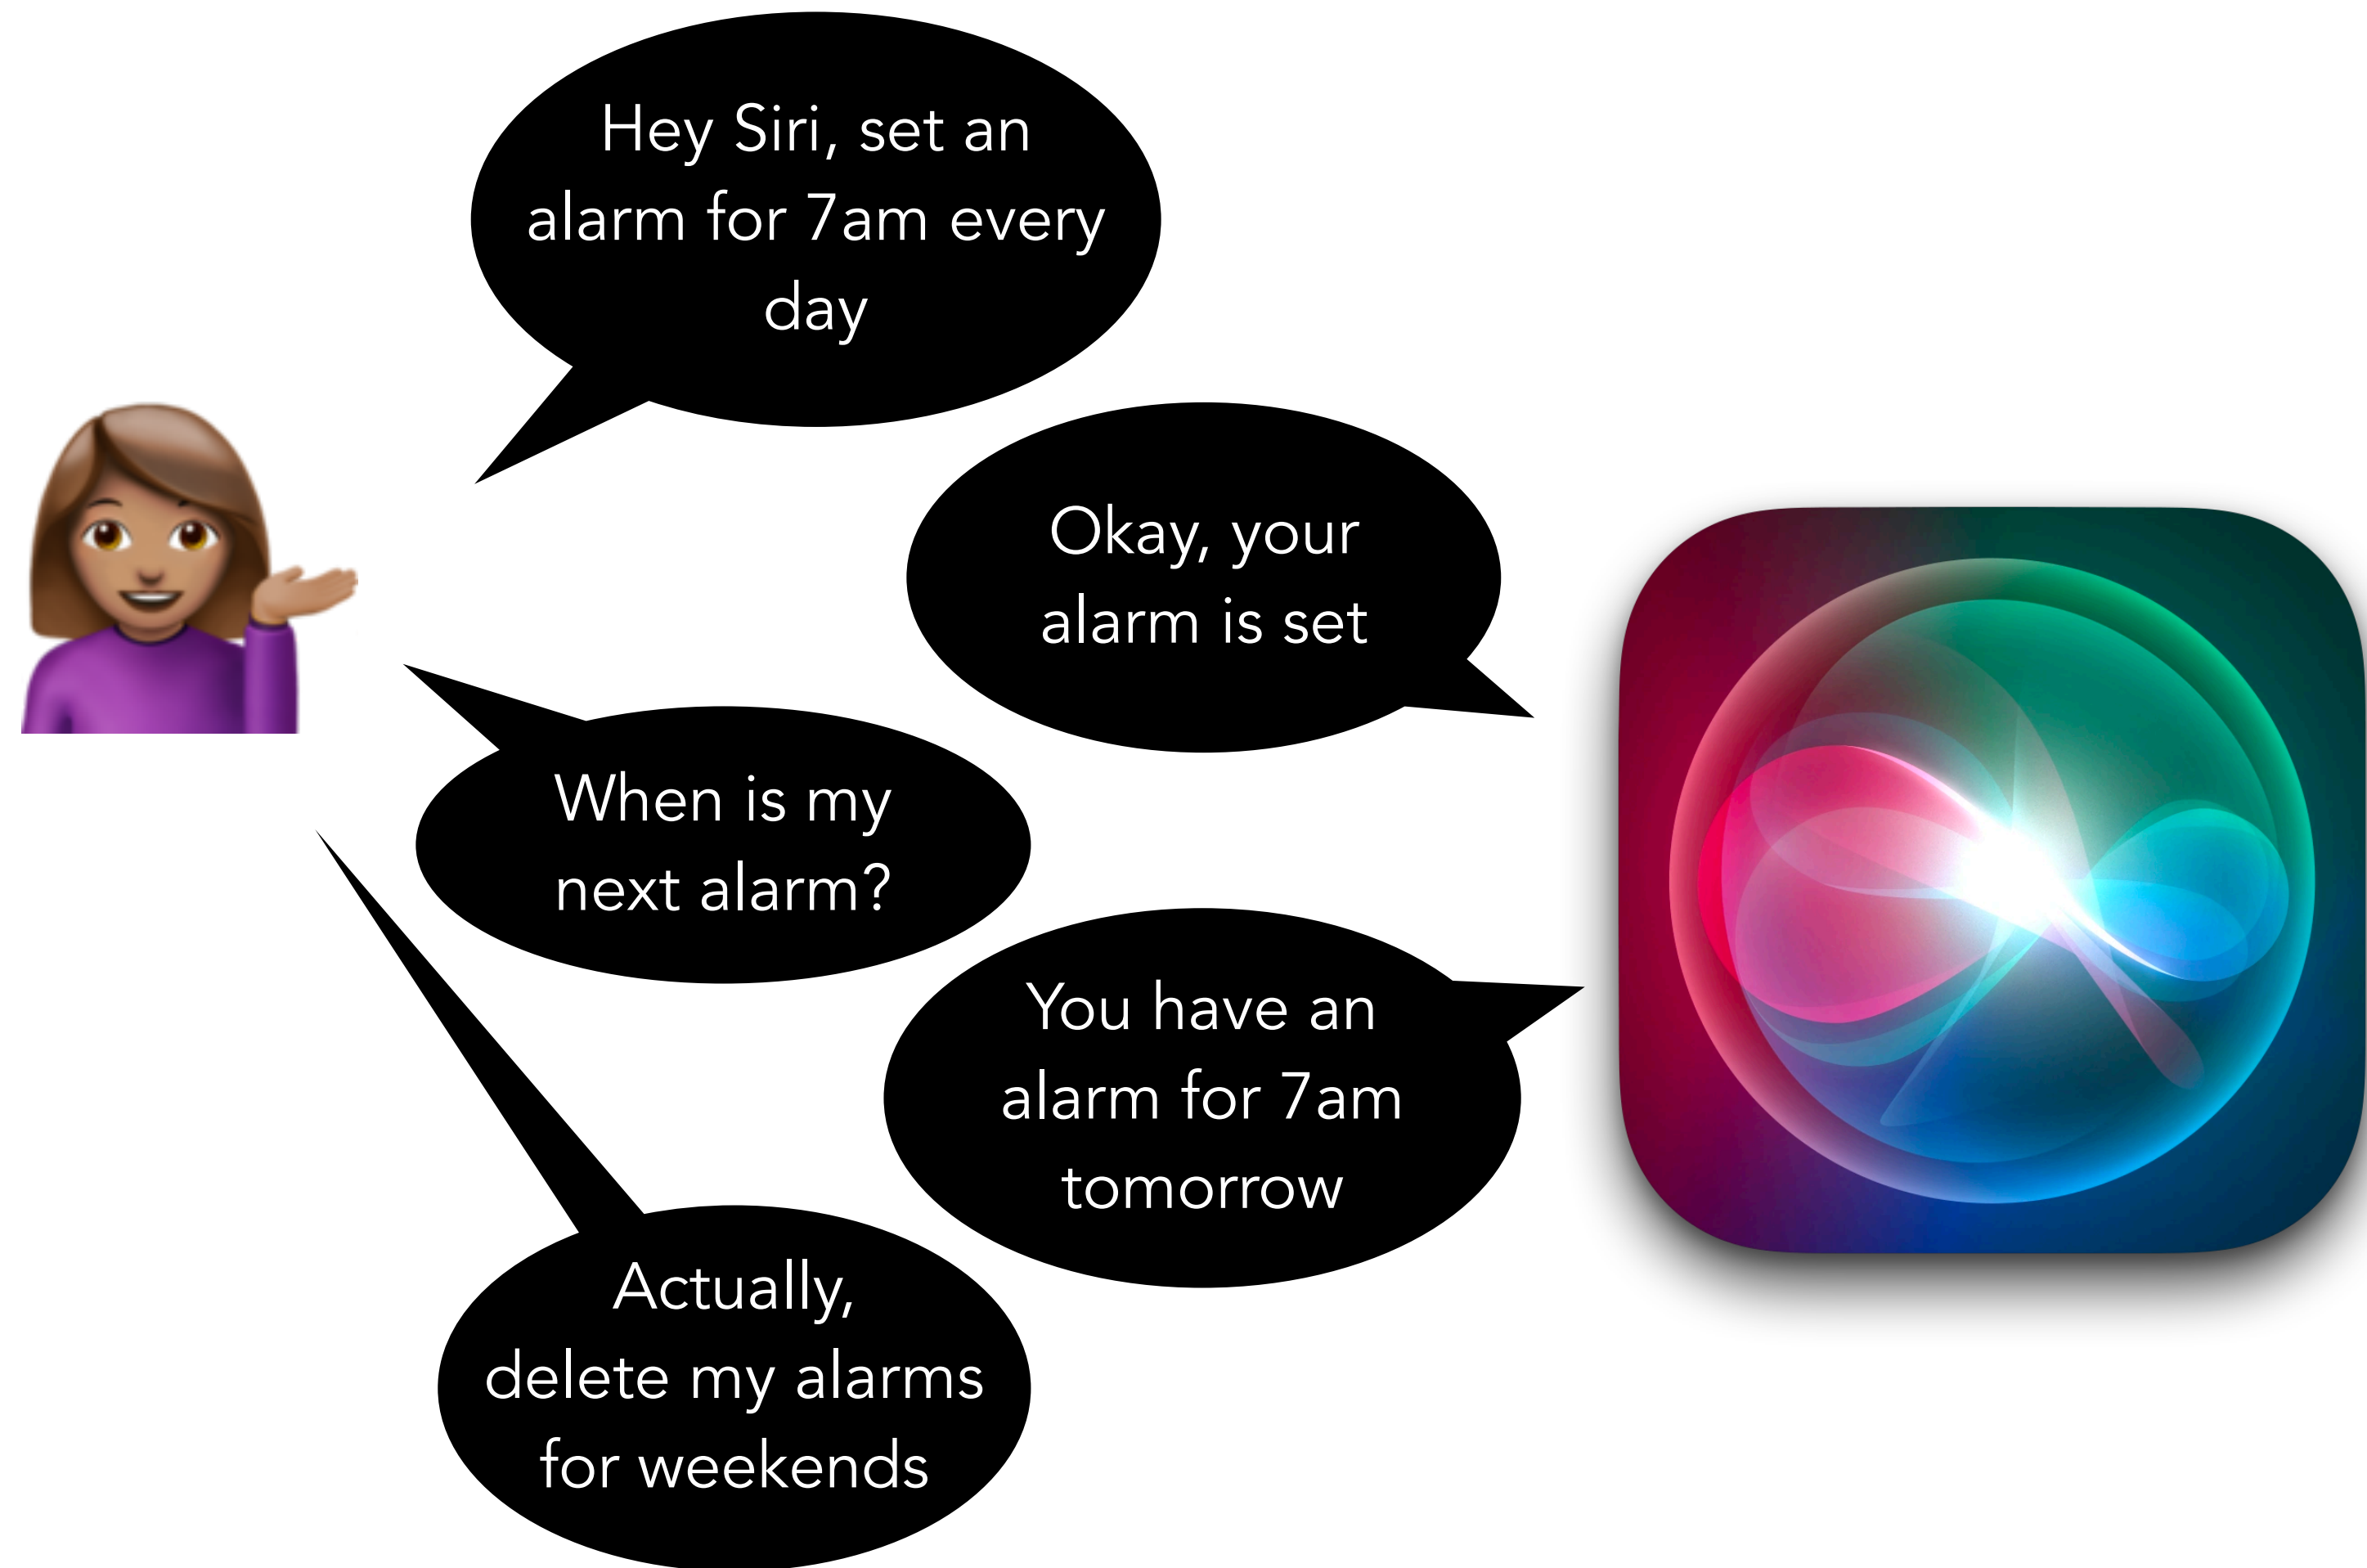 Hey Siri, set an
alarm for 7am every
day
Okay, your
alarm is set
When is my
next alarm?
You have an
alarm for 7am
tomorrow
Actually,
delete my alarms
for weekends